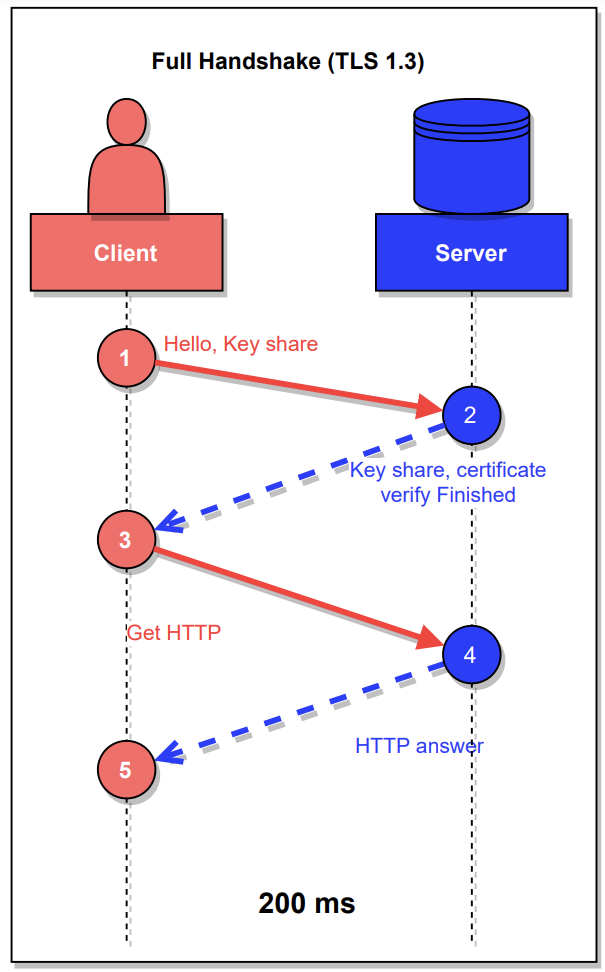 Full Handshake (TLS 1.3)
Client
Server
1
Hello, Key share
2
Key share, certificate
verify Finished
3
Get HTTP
4
HTTP answer
5
200 ms